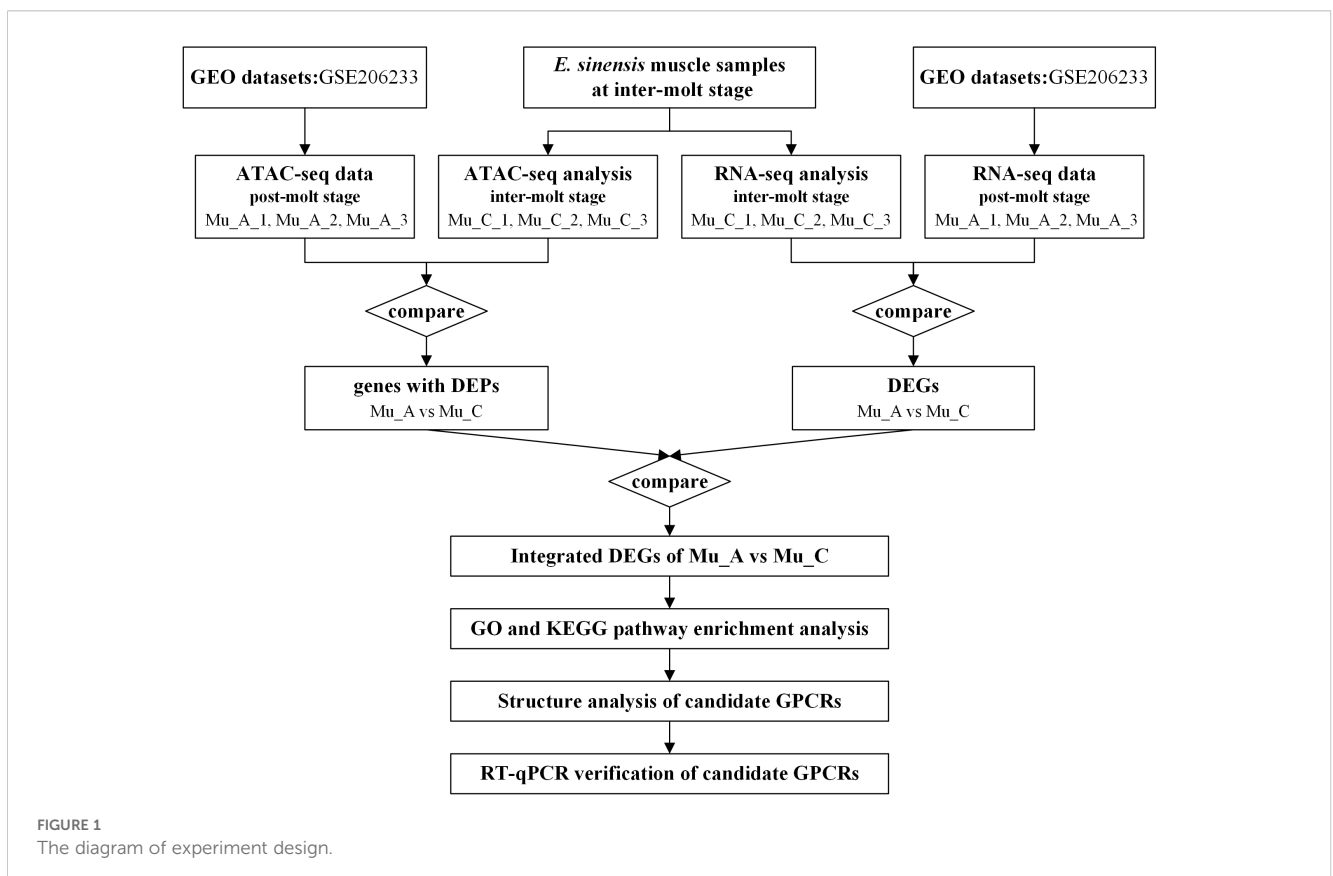 GEO datasets:GSE206233
E. sinensis muscle samples
at inter-molt stage
GEO datasets:GSE206233
ATAC-seq data
post-molt stage
Mu_A_1, Mu_A_2, Mu_A_3
ATAC-seq analysis
inter-molt stage
Mu_C_1, Mu_C_2, Mu_C_3
RNA-seq analysis
inter-molt stage
Mu_C_1, Mu_C_2, Mu_C_3
RNA-seq data
post-molt stage
Mu_A_1, Mu_A_2, Mu_A_3
compare
compare
genes with DEPs
Mu_A vs Mu_C
DEGs
Mu_A vs Mu_C
compare
Integrated DEGs of Mu_A vs Mu_C
GO and KEGG pathway enrichment analysis
Structure analysis of candidate GPCRs
RT-qPCR verification of candidate GPCRs
FIGURE 1
The diagram of experiment design.